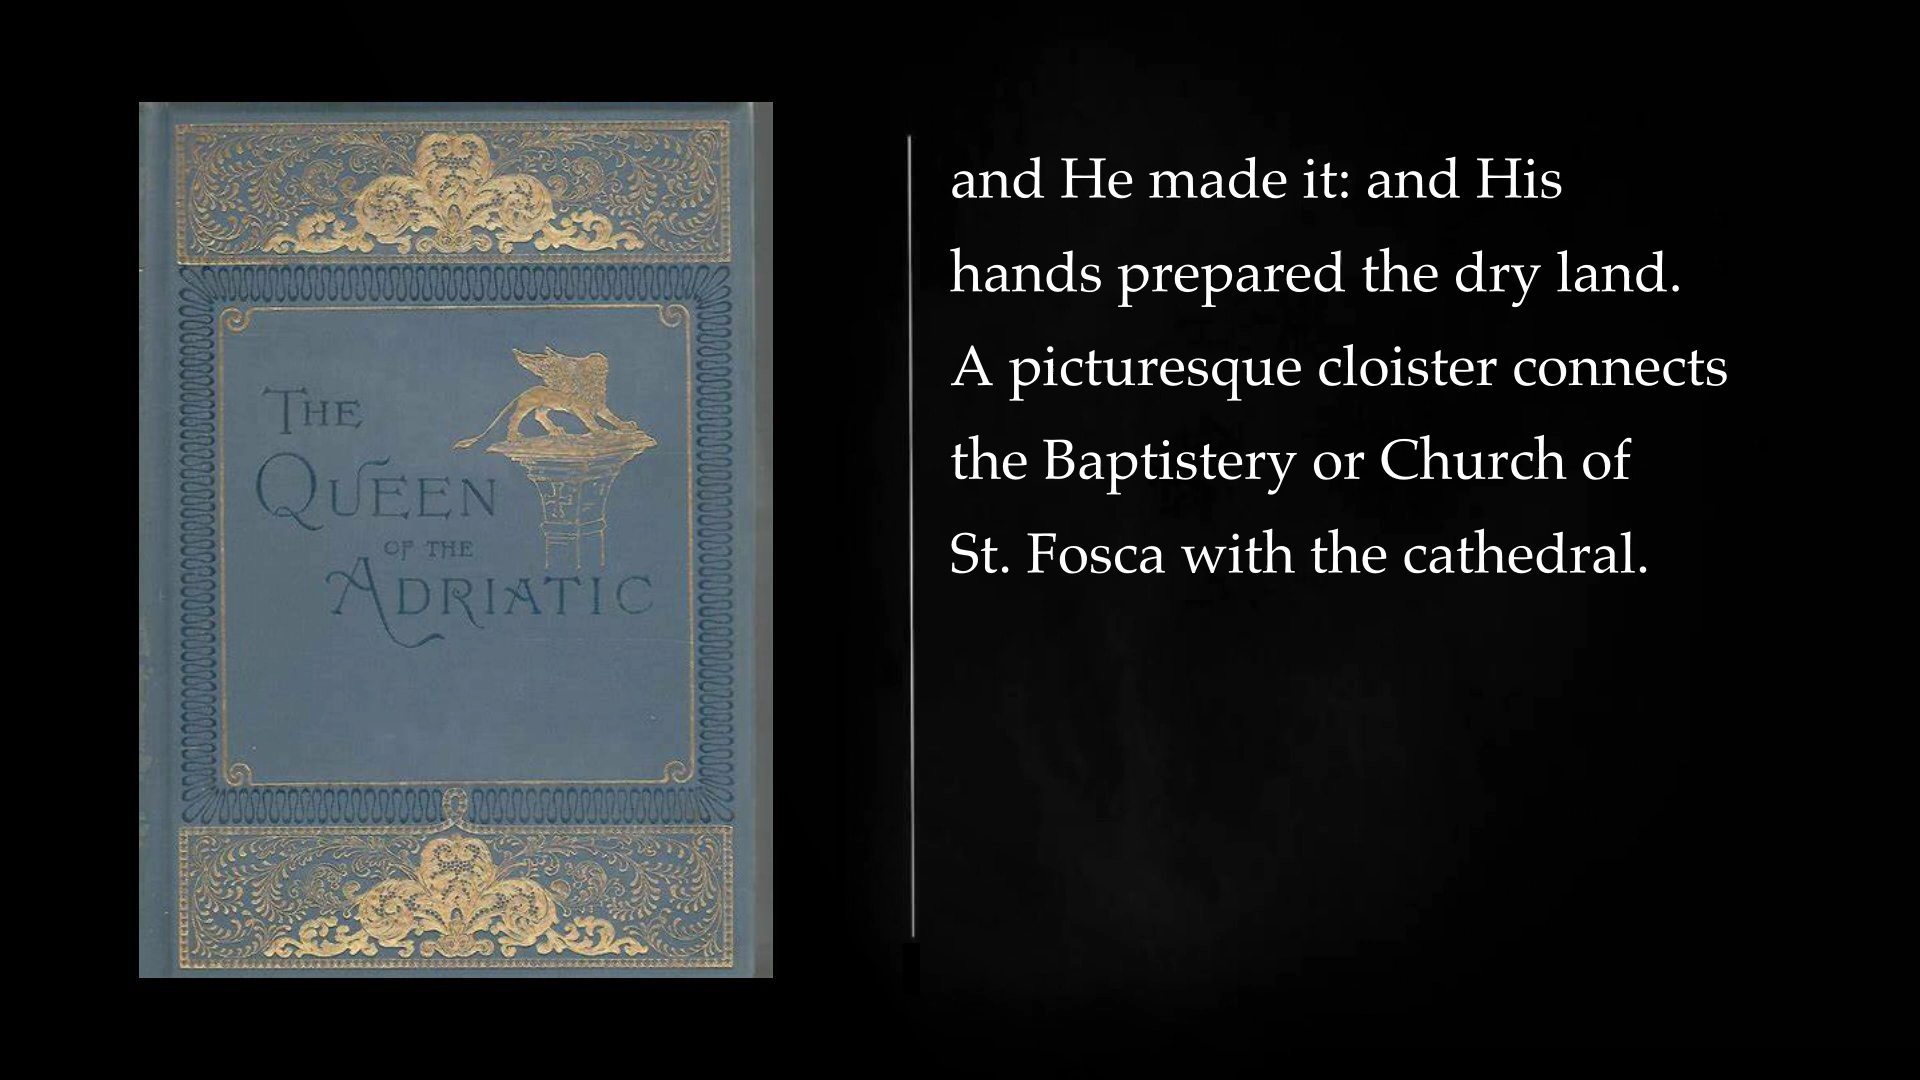 THE
QUEEN
OF THE
ADRIATIC
and He made it: and His
hands prepared the dry land.
A picturesque cloister connects
the Baptistery or Church of
St. Fosca with the cathedral.